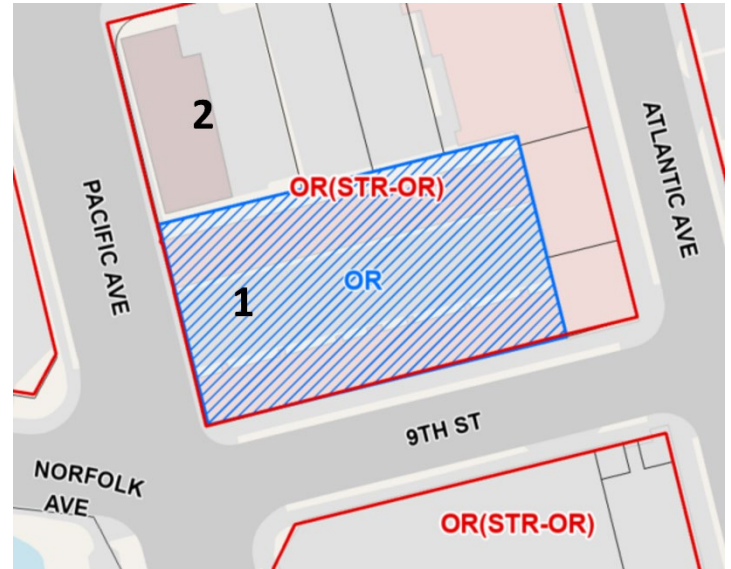 2
OR(STR-OR)
ATLANTIC AVE
PACIFIC AVE
OR
1
9TH ST
NORFOLK
AVE
OR(STR-OR)